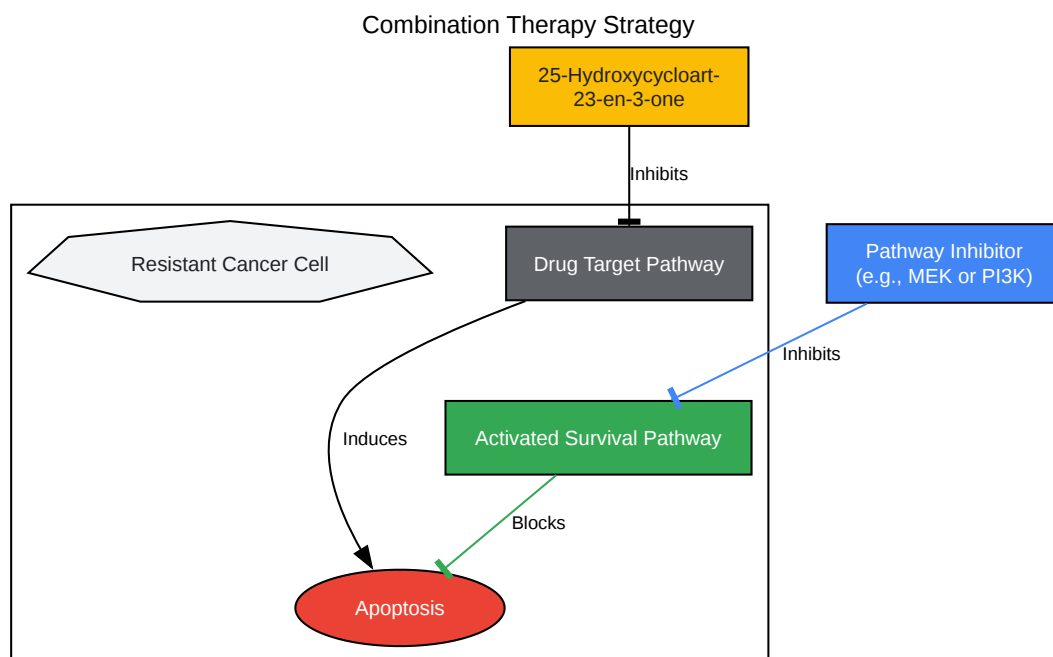 Combination Therapy Strategy
25-Hydroxycycloart-
23-en-3-one
Inhibits
Resistant Cancer Cell
Drug Target Pathway
Pathway Inhibitor
(e.g., MEK or PI3K)
Inhibits
Induces
Activated Survival Pathway
Blocks
Apoptosis